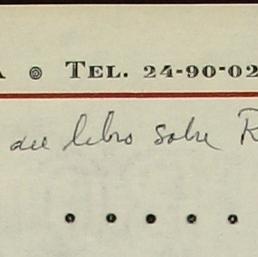 A ◎ TEL. 24-90-02
del libro sobre R
• • • • •